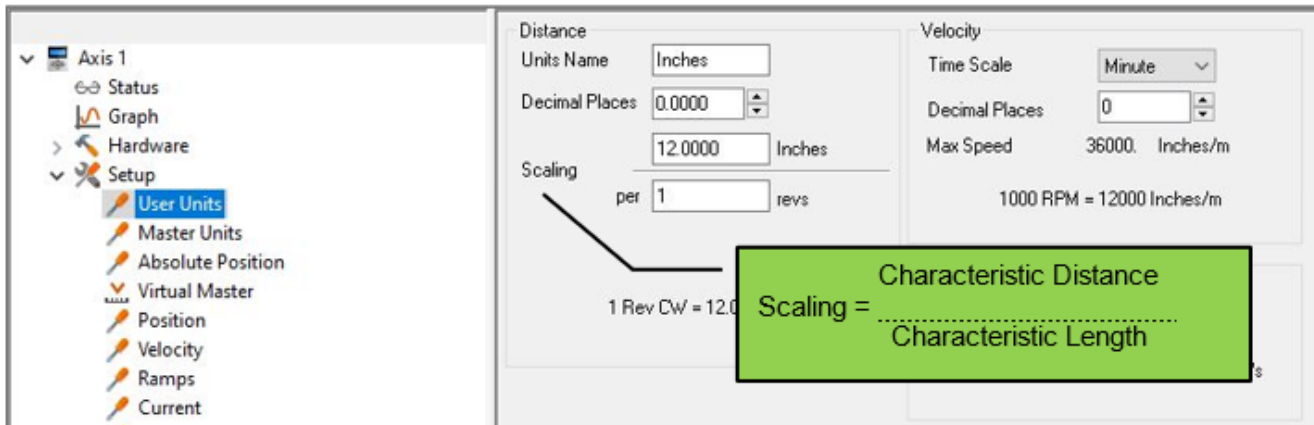 Axis 1
Status
Graph
Hardware
Setup
User Units
Master Units
Absolute Position
Virtual Master
Position
Velocity
Ramps
Current
Distance
Units Name Inches
Decimal Places 0.0000
12.0000 Inches
Scaling
per 1 revs
1 Rev CW = 12.0
Velocity
Time Scale Minute
Decimal Places 0
Max Speed 36000. Inches/m
1000 RPM = 12000 Inches/m
Characteristic Distance
Scaling =
Characteristic Length
's